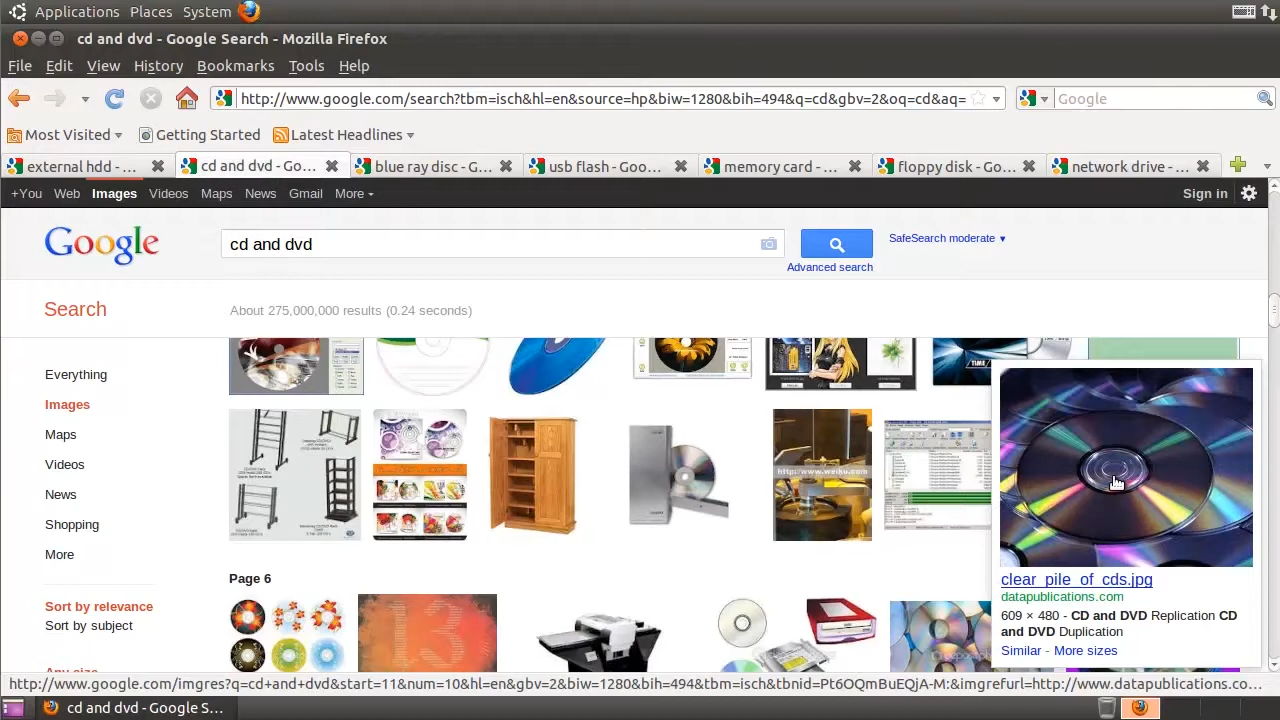 Applications Places System
cd and dvd - Google Search - Mozilla Firefox
File Edit View History Bookmarks Tools Help
http://www.google.com/search?tbm=isch&hl=en&source=hp&biw=1280&bih=494&q=cd&gbv=2&oq=cd&aq=
Google
Most Visited Getting Started Latest Headlines
external hdd - ... cd and dvd - Go... blue ray disc - G... usb flash - Goo... memory card - ... floppy disk - Go... network drive - ...
+You Web Images Videos Maps News Gmail More Sign in
Google
cd and dvd
SafeSearch moderate
Advanced search
Search
About 275,000,000 results (0.24 seconds)
Everything
Images
Maps
Videos
News
Shopping
More
Sort by relevance
Sort by subject
Any size
TIME
http://www.weiku.com
Page 6
13
clear_pile_of_cds.jpg
datapublications.com
609 × 480 - CD and DVD Replication CD
and DVD Duplication
Similar - More sizes
http://www.google.com/imgres?q=cd+and+dvd&start=11&num=10&hl=en&gbv=2&biw=1280&bih=494&tbm=isch&tbnid=Pt6OQmBuEQjA-M:&imgrefurl=http://www.datapublications.co...
cd and dvd - Google S...